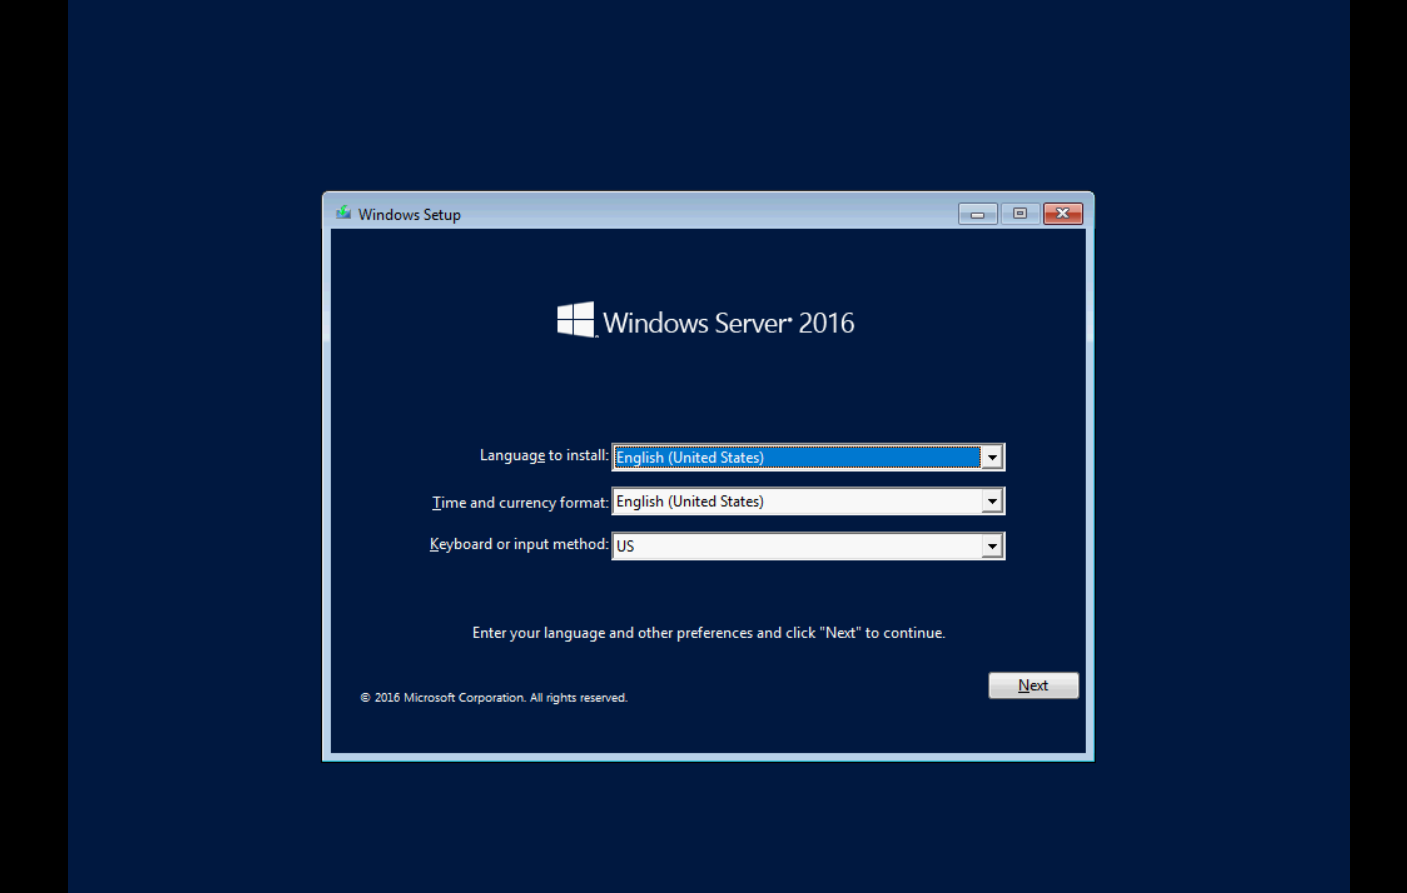 Windows Setup
Windows Server® 2016
Language to install: English (United States)
Time and currency format: English (United States)
Keyboard or input method: US
Enter your language and other preferences and click "Next" to continue.
Next
© 2016 Microsoft Corporation. All rights reserved.